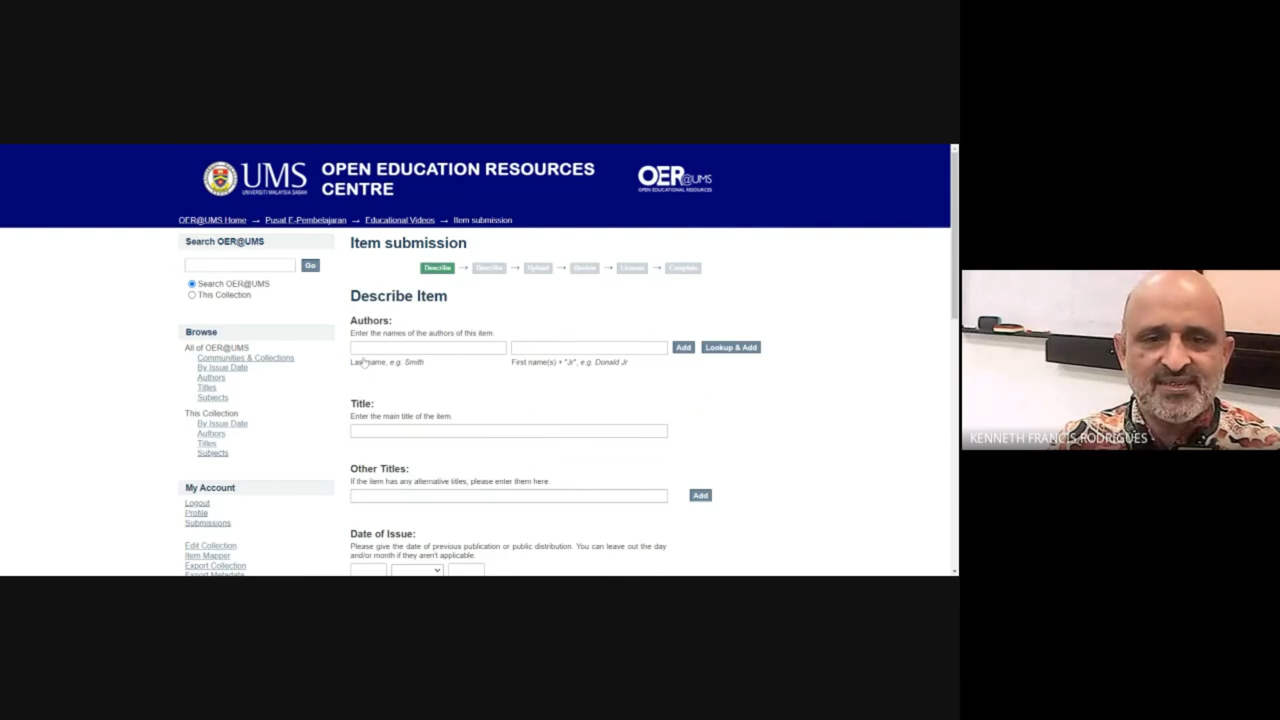 UMS
UNIVERSITI MALAYSIA SABAH
OPEN EDUCATION RESOURCES
CENTRE
OER@UMS
OPEN EDUCATIONAL RESOURCES
OER@UMS Home → Pusat E-Pembelajaran → Educational Videos → Item submission
Search OER@UMS
Go
Search OER@UMS
This Collection
Browse
All of OER@UMS
Communities & Collections
By Issue Date
Authors
Titles
Subjects
This Collection
By Issue Date
Authors
Titles
Subjects
My Account
Logout
Profile
Submissions
Edit Collection
Item Mapper
Export Collection
Export Metadata
Item submission
Describe → Describe → Upload → Review → License → Complete
Describe Item
Authors:
Enter the names of the authors of this item.
Add Lookup & Add
Last name, e.g. Smith First name(s) + "Jr", e.g. Donald Jr
Title:
Enter the main title of the item.
Other Titles:
If the item has any alternative titles, please enter them here.
Add
Date of Issue:
Please give the date of previous publication or public distribution. You can leave out the day
and/or month if they aren't applicable.
KENNETH FRANCIS RODRIGUES -